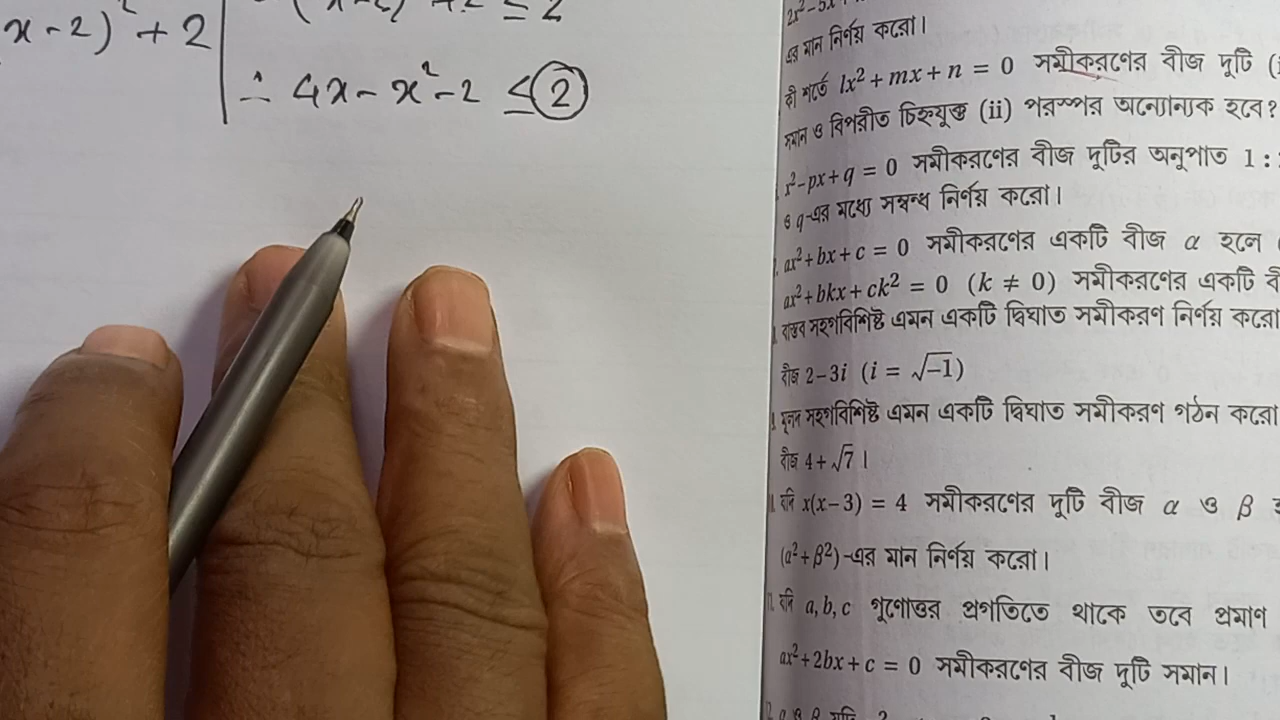 x-2)² + 2
∴ 4x - x² - 2 ≤ 2
এর মান নির্ণয় করো।
কী শর্তে lx² + mx + n = 0 সমীকরণের বীজ দুটি
সমান ও বিপরীত চিহ্নযুক্ত (ii) পরস্পর অন্যোন্যক হবে?
x² - px + q = 0 সমীকরণের বীজ দুটির অনুপাত 1 :
ও q-এর মধ্যে সম্বন্ধ নির্ণয় করো।
ax² + bx + c = 0 সমীকরণের একটি বীজ α হলে
ax² + bkx + ck² = 0 (k ≠ 0) সমীকরণের একটি
বাস্তব সহগবিশিষ্ট এমন একটি দ্বিঘাত সমীকরণ নির্ণয় করো
বীজ 2 - 3i (i = √-1)
মূলদ সহগবিশিষ্ট এমন একটি দ্বিঘাত সমীকরণ গঠন করো
বীজ 4 + √7।
যদি x(x - 3) = 4 সমীকরণের দুটি বীজ α ও β
(α² + β²)-এর মান নির্ণয় করো।
যদি a, b, c গুণোত্তর প্রগতিতে থাকে তবে প্রমাণ
ax² + 2bx + c = 0 সমীকরণের বীজ দুটি সমান।